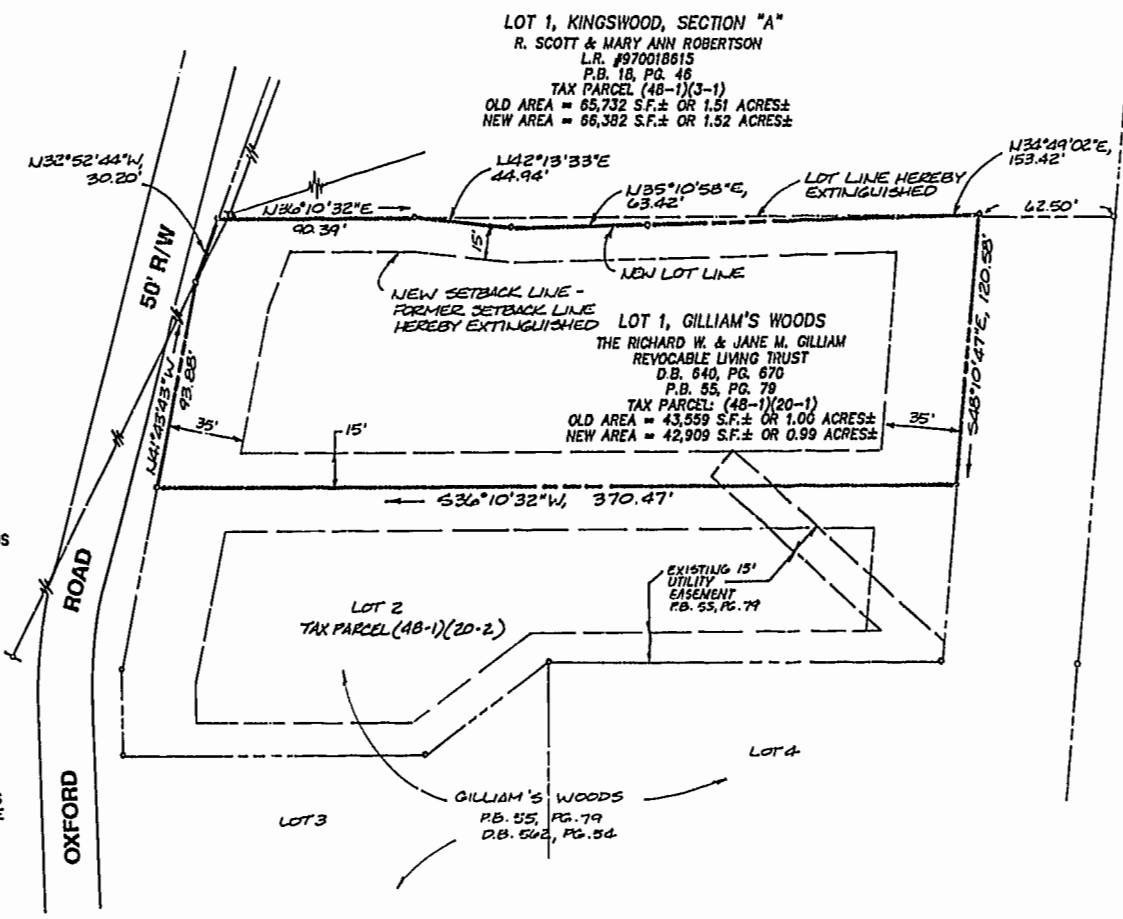 LOT 1, KINGSWOOD, SECTION "A"
R. SCOTT & MARY ANN ROBERTSON
L.R. #970018615
P.B. 18, PG. 46
TAX PARCEL (48-1)(3-1)
OLD AREA = 65,732 S.F.± OR 1.51 ACRES±
NEW AREA = 66,382 S.F.± OR 1.52 ACRES±
N32°52'44"W,
30.20'
N42°13'33"E
44.94'
N34°49'02"E,
153.42'
N35°10'58"E,
63.42'
LOT LINE HEREBY
EXTINGUISHED
N36°10'32"E
90.39'
62.50'
15'
50' R/W
NEW LOT LINE
NEW SETBACK LINE -
FORMER SETBACK LINE
HEREBY EXTINGUISHED
LOT 1, GILLIAM'S WOODS
THE RICHARD W. & JANE M. GILLIAM
REVOCABLE LIVING TRUST
D.B. 640, PG. 670
P.B. 55, PG. 79
TAX PARCEL: (48-1)(20-1)
OLD AREA = 43,559 S.F.± OR 1.00 ACRES±
NEW AREA = 42,909 S.F.± OR 0.99 ACRES±
S48°10'47"E, 120.58'
N41°43'43"W
93.88'
35'
15'
35'
S36°10'32"W, 370.47'
S
ROAD
EXISTING 15'
UTILITY
EASEMENT
P.B. 55, PG. 79
LOT 2
TAX PARCEL (48-1)(20-2)
LOT 4
GILLIAM'S WOODS
P.B. 55, PG. 79
D.B. 562, PG. 54
LOT 3
OXFORD